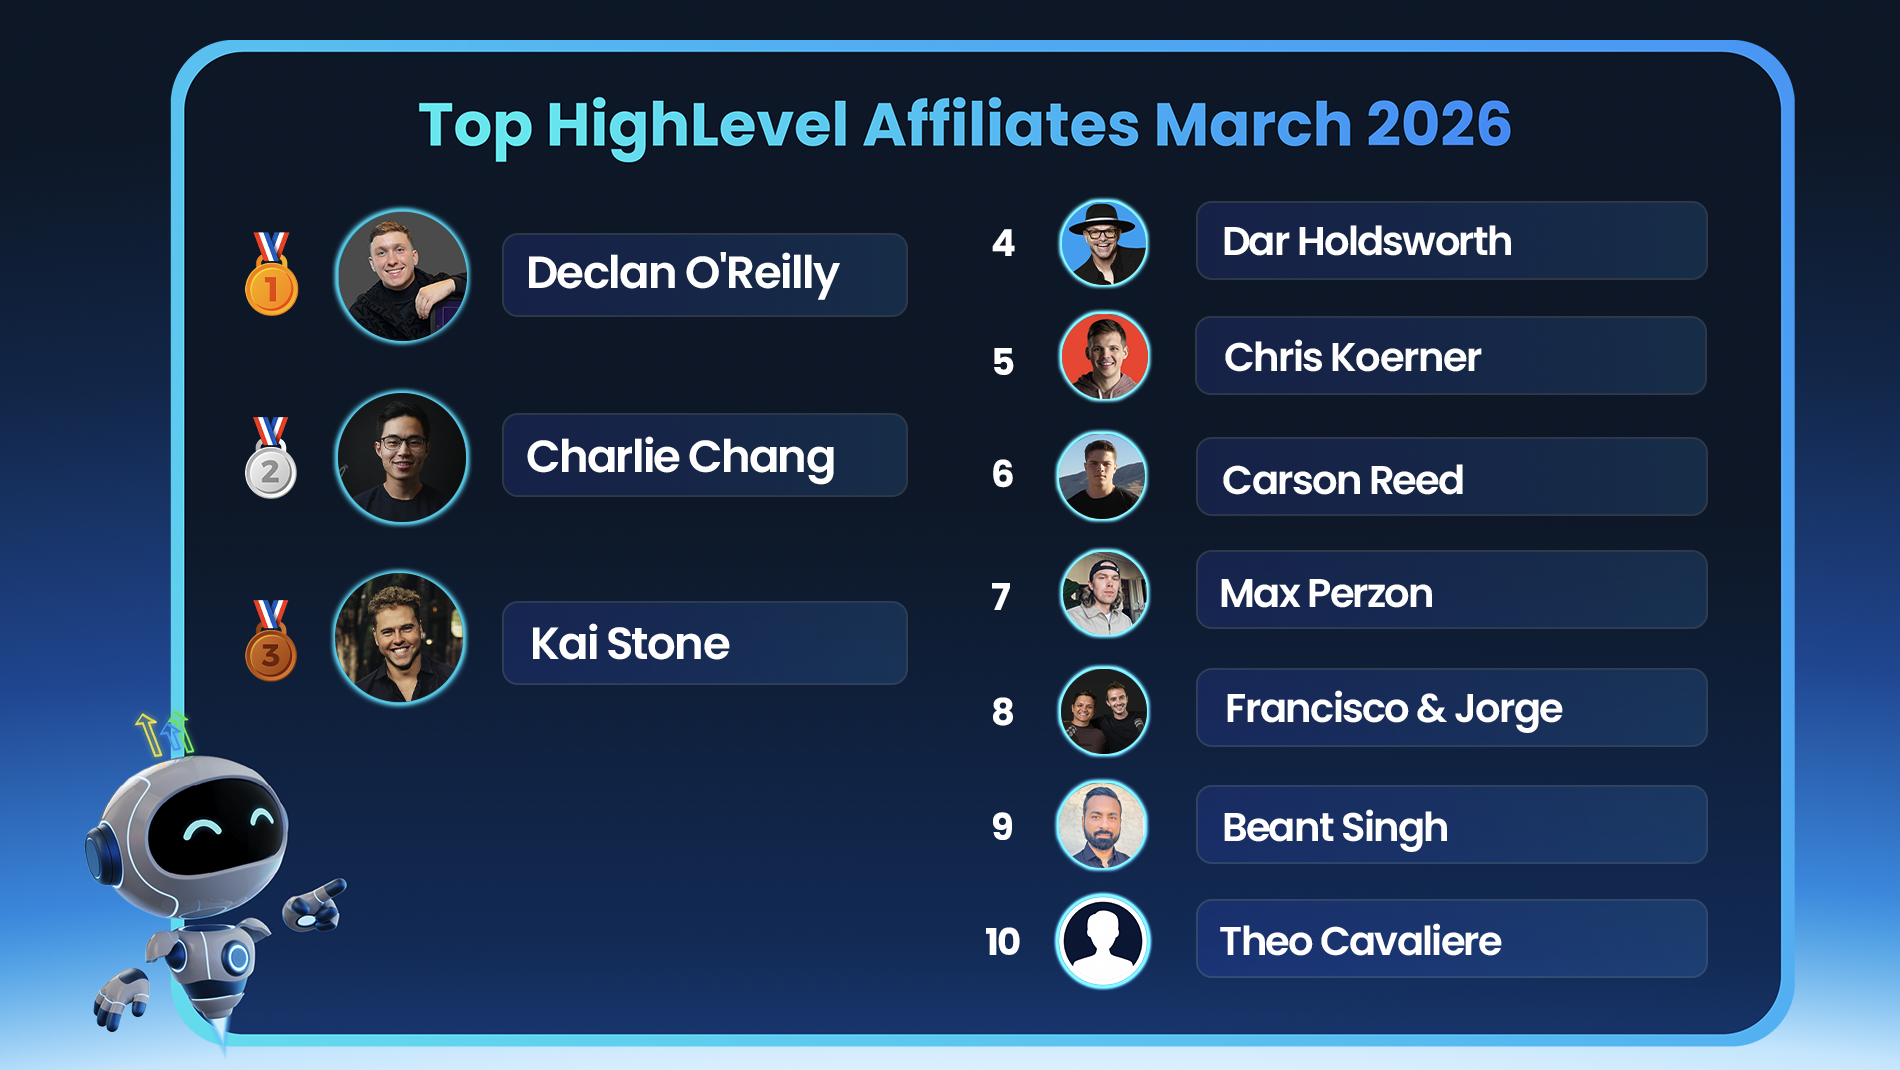 Top HighLevel Affiliates March 2026
1
Declan O'Reilly
2
Charlie Chang
3
Kai Stone
4
Dar Holdsworth
5
Chris Koerner
6
Carson Reed
7
Max Perzon
8
Francisco & Jorge
9
Beant Singh
10
Theo Cavaliere